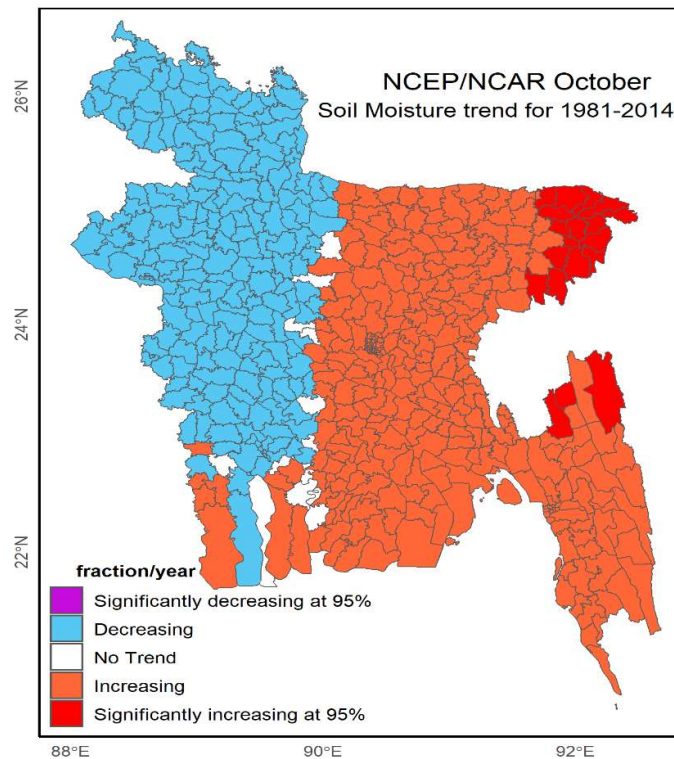 NCEP/NCAR October
Soil Moisture trend for 1981-2014
26°N
24°N
22°N
fraction/year
Significantly decreasing at 95%
Decreasing
No Trend
Increasing
Significantly increasing at 95%
88°E
90°E
92°E